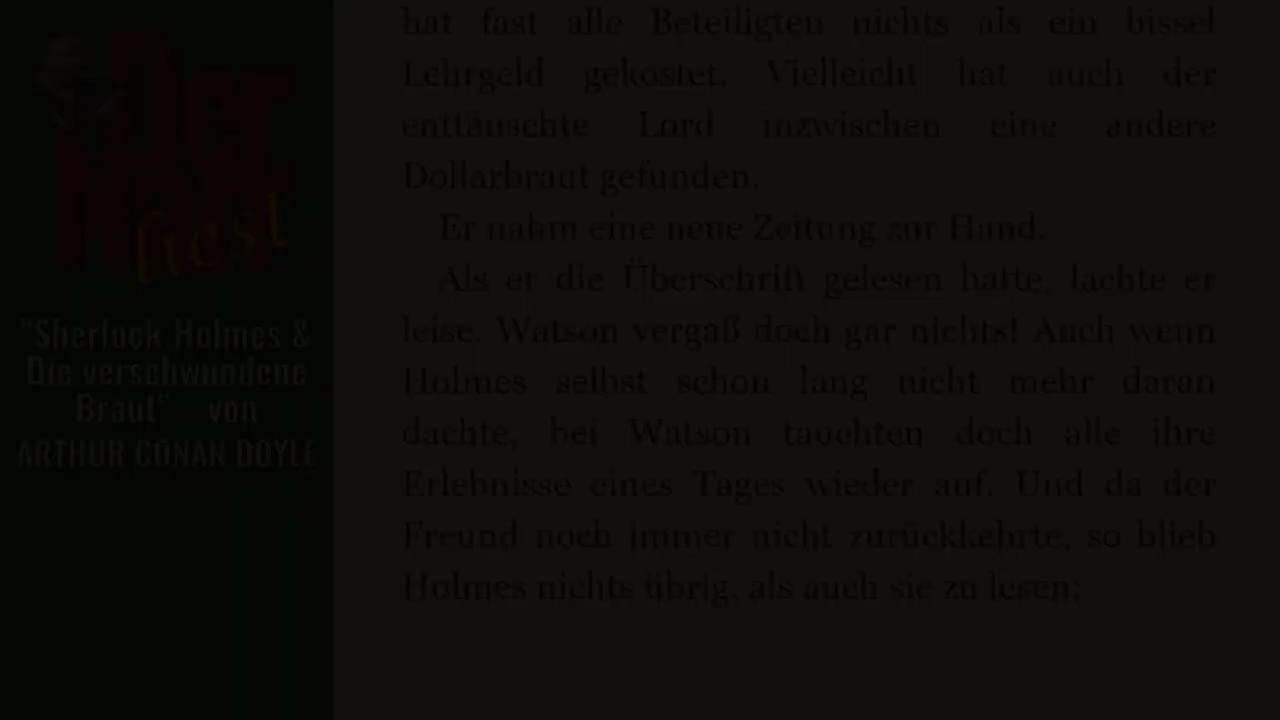 Der
Narr
liest
"Sherlock Holmes &
Die verschwundene
Braut" von
ARTHUR CONAN DOYLE
hat fast alle Beteiligten nichts als ein bissel
Lehrgeld gekostet. Vielleicht hat auch der
enttäuschte Lord inzwischen eine andere
Dollarbraut gefunden.
Er nahm eine neue Zeitung zur Hand.
Als er die Überschrift gelesen hatte, lachte er
leise. Watson vergaß doch gar nichts! Auch wenn
Holmes selbst schon lang nicht mehr daran
dachte, bei Watson tauchten doch alle ihre
Erlebnisse eines Tages wieder auf. Und da der
Freund noch immer nicht zurückkehrte, so blieb
Holmes nichts übrig, als auch sie zu lesen: